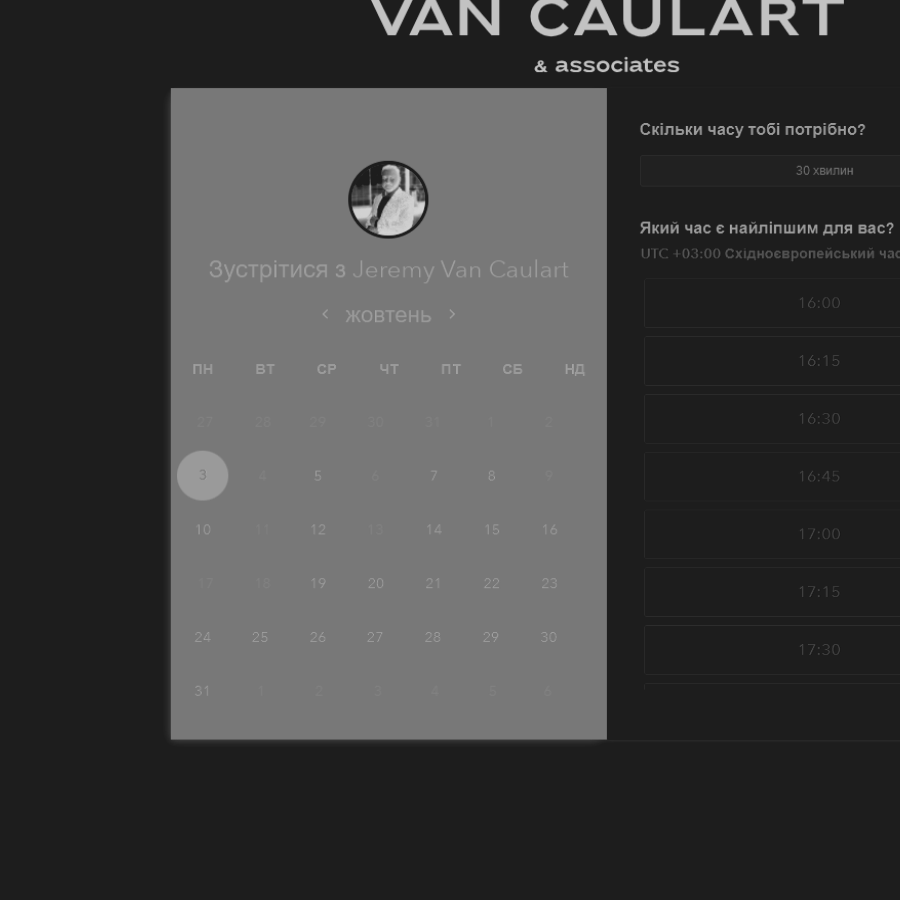 VAN CAULART
& associates
Зустрітися з Jeremy Van Caulart
жовтень
ПН ВТ СР ЧТ ПТ СБ НД
27 28 29 30 31 1 2
3 4 5 6 7 8 9
10 11 12 13 14 15 16
17 18 19 20 21 22 23
24 25 26 27 28 29 30
31 1 2 3 4 5 6
Скільки часу тобі потрібно?
30 хвилин
Який час є найліпшим для вас?
UTC +03:00 Східноєвропейський час
16:00
16:15
16:30
16:45
17:00
17:15
17:30